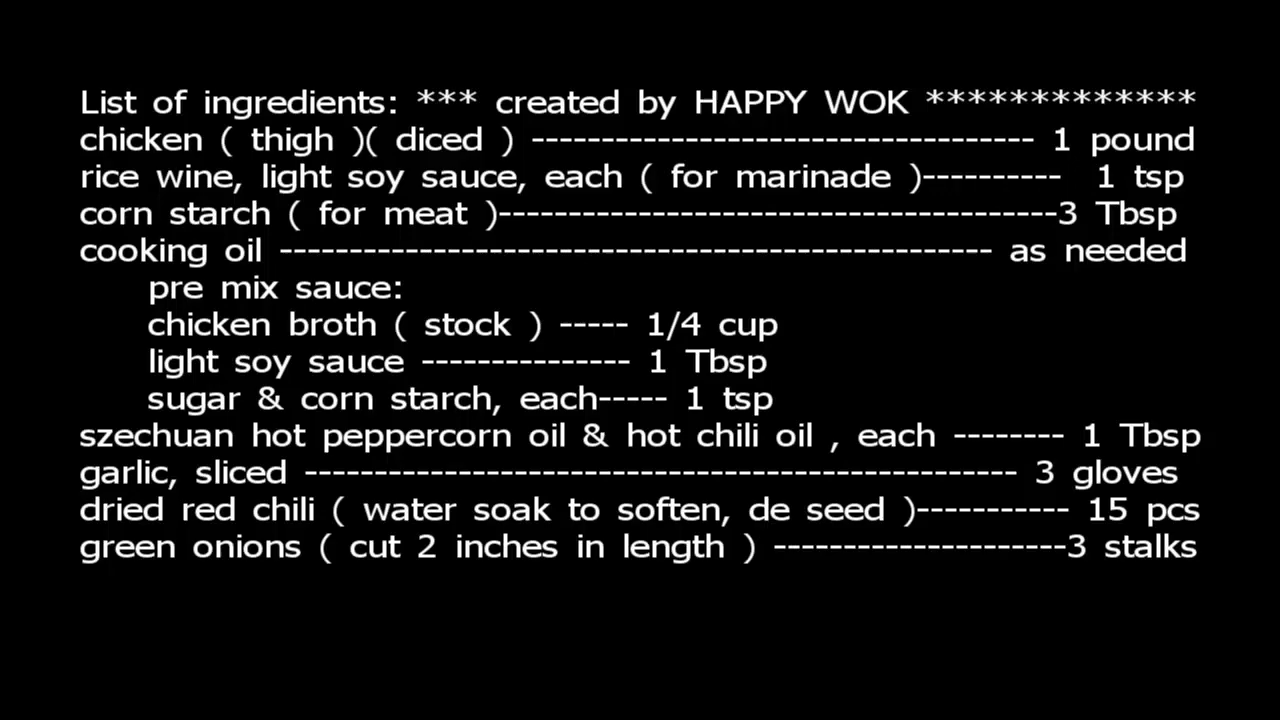 List of ingredients: *** created by HAPPY WOK *************
chicken ( thigh )( diced ) ------------------------------------ 1 pound
rice wine, light soy sauce, each ( for marinade )---------- 1 tsp
corn starch ( for meat )----------------------------------------3 Tbsp
cooking oil --------------------------------------------------- as needed
pre mix sauce:
chicken broth ( stock ) ----- 1/4 cup
light soy sauce --------------- 1 Tbsp
sugar & corn starch, each----- 1 tsp
szechuan hot peppercorn oil & hot chili oil , each -------- 1 Tbsp
garlic, sliced --------------------------------------------------- 3 gloves
dried red chili ( water soak to soften, de seed )----------- 15 pcs
green onions ( cut 2 inches in length ) ---------------------3 stalks